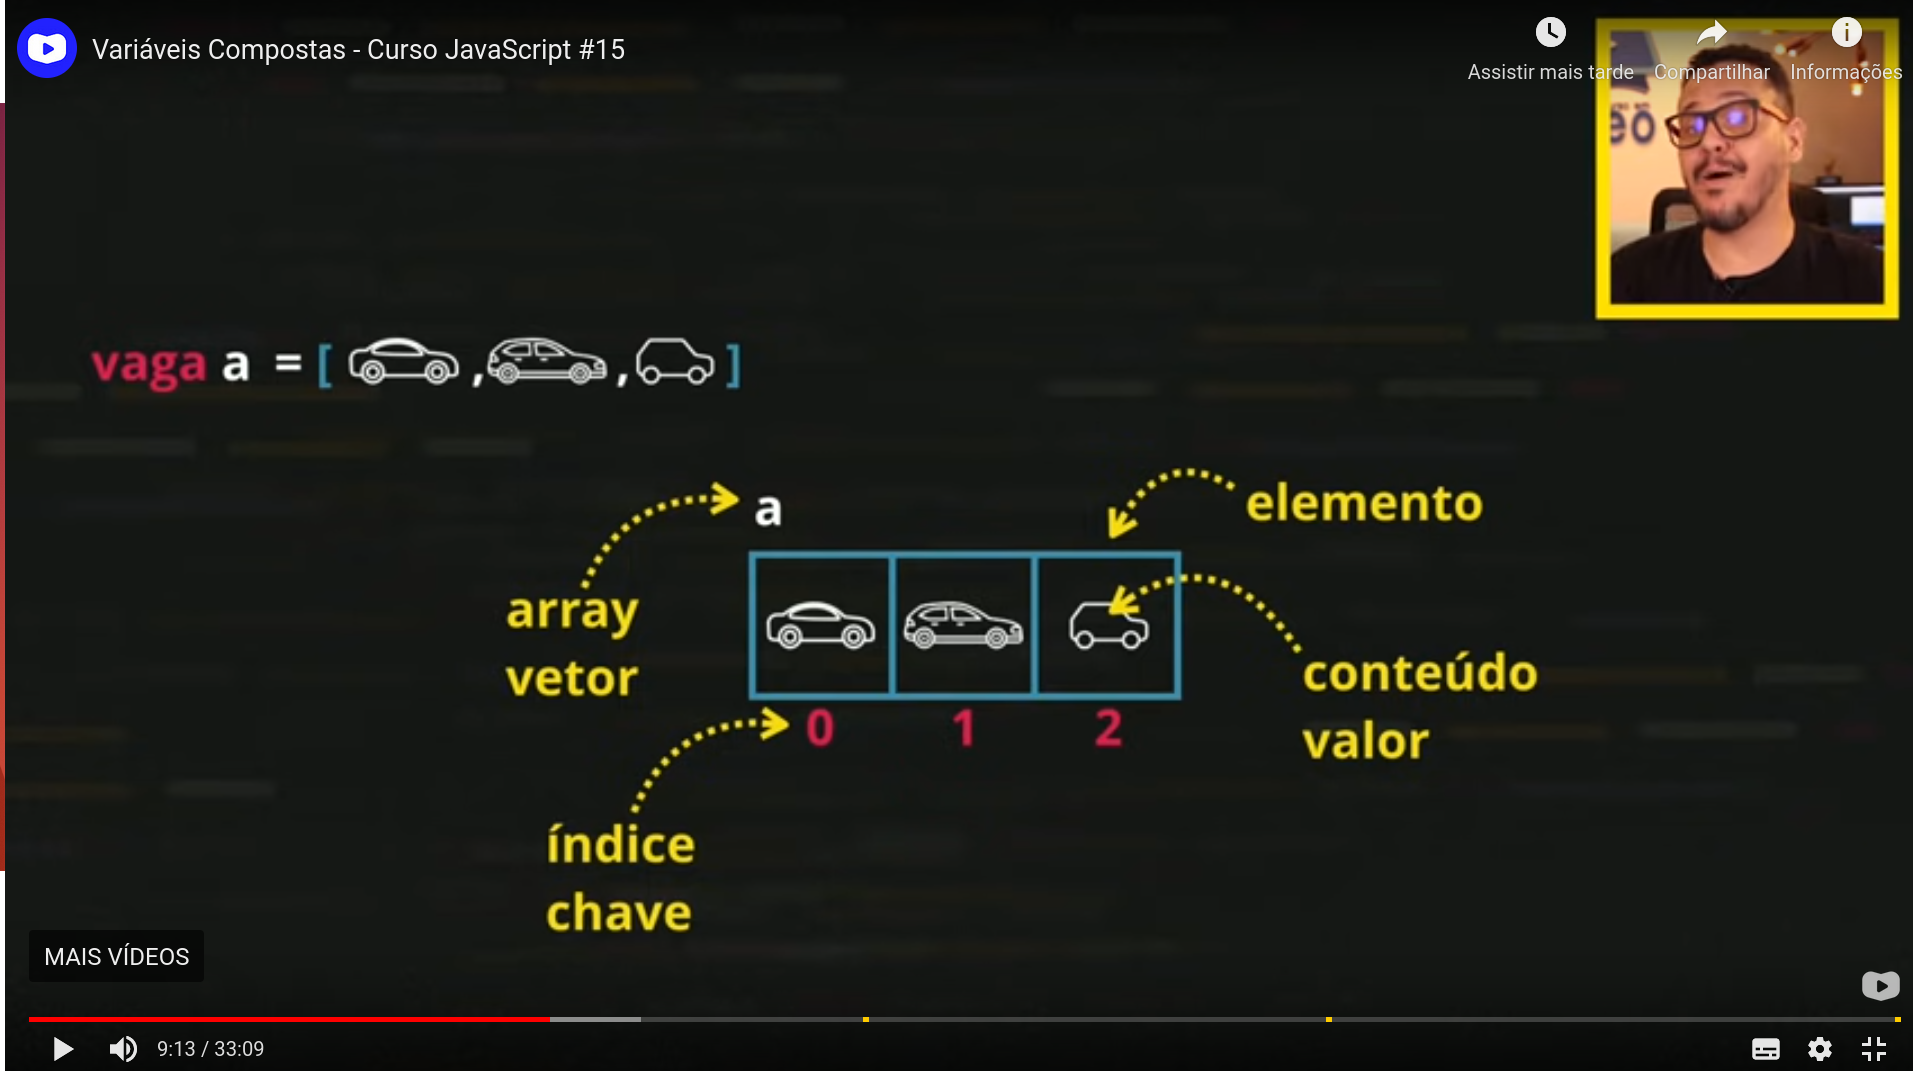 Variáveis Compostas - Curso JavaScript #15
Assistir mais tarde
Compartilhar
Informações
eo
vaga a = [ , , ]
a
elemento
array
vetor
conteúdo
valor
0 1 2
índice
chave
MAIS VÍDEOS
9:13 / 33:09